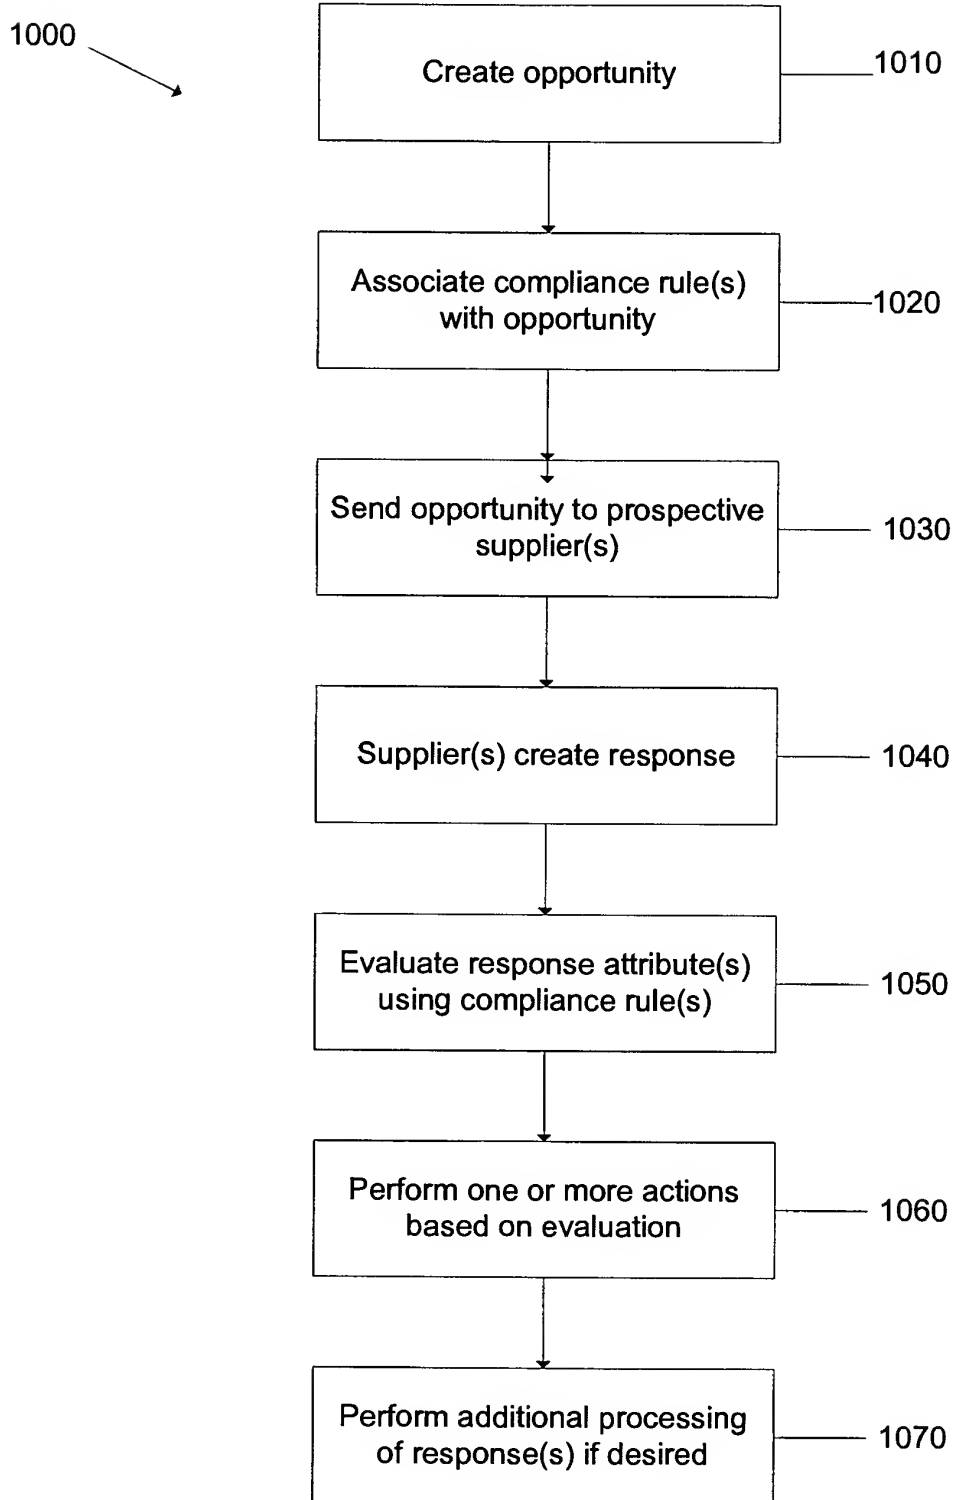 1000
Create opportunity
1010
Associate compliance rule(s)
with opportunity
1020
Send opportunity to prospective
supplier(s)
1030
Supplier(s) create response
1040
Evaluate response attribute(s)
using compliance rule(s)
1050
Perform one or more actions
based on evaluation
1060
Perform additional processing
of response(s) if desired
1070